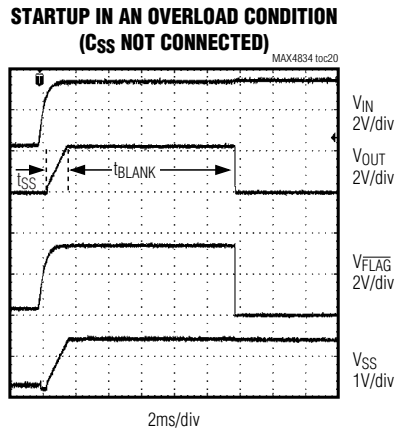 STARTUP IN AN OVERLOAD CONDITION
(CSS NOT CONNECTED)
MAX4834 toc20
VIN
2V/div
VOUT
2V/div
tSS
tBLANK
VFLAG
2V/div
VSS
1V/div
2ms/div